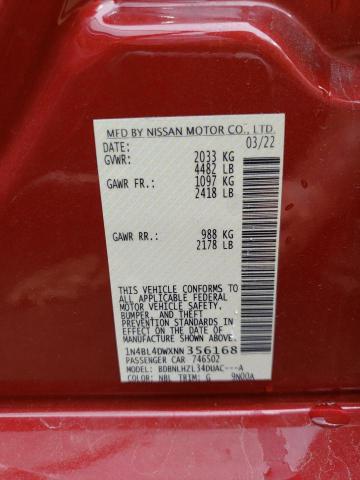 MFD BY NISSAN MOTOR CO., LTD.
DATE: 03/22
GVWR: 2033 KG
4482 LB
GAWR FR.: 1097 KG
2418 LB
GAWR RR.: 988 KG
2178 LB
THIS VEHICLE CONFORMS TO
ALL APPLICABLE FEDERAL
MOTOR VEHICLE SAFETY,
BUMPER, AND THEFT
PREVENTION STANDARDS
IN EFFECT ON THE DATE OF
MANUFACTURE SHOWN ABOVE.
1N4BL4DWXNN356168
PASSENGER CAR 746502
MODEL: BDBNLHZL34DUAC---A
COLOR: NBL TRIM: G 9N00A